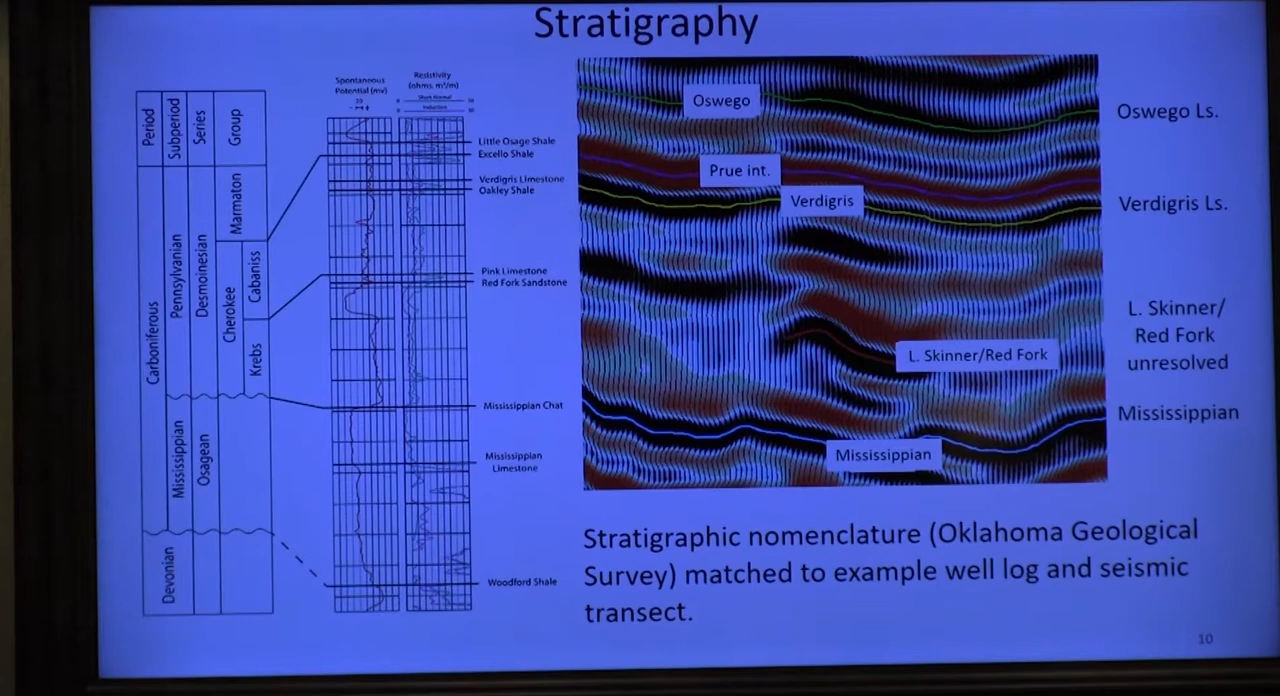 Stratigraphy
Period
Subperiod
Series
Group
Carboniferous
Pennsylvanian
Desmoinesian
Marmaton
Cherokee
Cabaniss
Krebs
Mississippian
Osagean
Devonian
Spontaneous
Potential (mv)
Resistivity
(ohms. m²/m)
Little Osage Shale
Excello Shale
Verdigris Limestone
Oakley Shale
Pink Limestone
Red Fork Sandstone
Mississippian Chat
Mississippian
Limestone
Woodford Shale
Oswego
Prue int.
Verdigris
L. Skinner/Red Fork
Mississippian
Oswego Ls.
Verdigris Ls.
L. Skinner/
Red Fork
unresolved
Mississippian
Stratigraphic nomenclature (Oklahoma Geological
Survey) matched to example well log and seismic
transect.
10